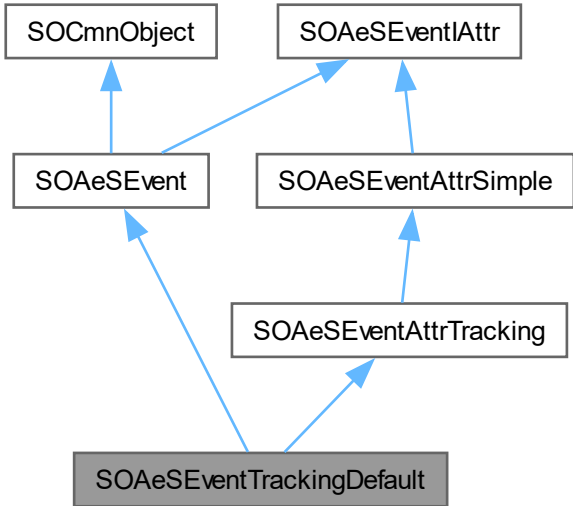 SOCmnObject
SOAeSEventIAttr
SOAeSEvent
SOAeSEventAttrSimple
SOAeSEventAttrTracking
SOAeSEventTrackingDefault